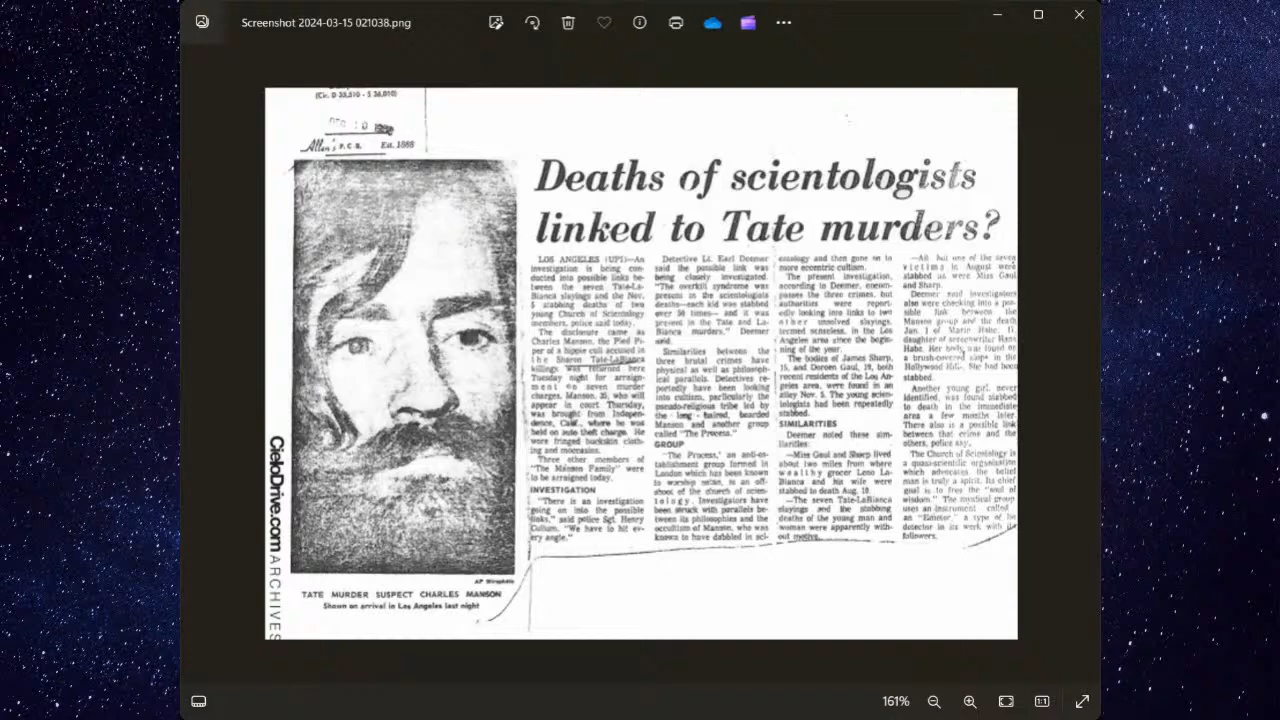 Screenshot 2024-03-15 021038.png
(Cir. D 35,510 - S 36,010)
Allen's P.C.B. Est. 1888
Deaths of scientologists
linked to Tate murders?
LOS ANGELES (UPI)—An
investigation is being con-
ducted into possible links be-
tween the seven Tate-La-
Bianca slayings and the Nov.
5 stabbing deaths of two
young Church of Scientology
members, police said today.
The disclosure came as
Charles Manson, the Pied Pi-
per of a hippie cult accused in
the Sharon Tate-LaBianca
killings was returned here
Tuesday night for arraign-
ment on seven murder
charges. Manson, 35, who will
appear in court Thursday,
was brought from Indepen-
dence, Calif., where he was
held on auto theft charge. He
wore fringed buckskin cloth-
ing and moccasins.
Three other members of
"The Manson Family" were
to be arraigned today.
INVESTIGATION
"There is an investigation
going on into the possible
links," said police Sgt. Henry
"We have to hit ev-
ery angle."
Detective Lt. Earl Deemer
said the possible link was
being closely investigated.
"The overkill syndrome was
present in the scientologists
deaths—each kid was stabbed
over 50 times— and it was
present in the Tate and La-
Bianca murders," Deemer
said.
Similarities between the
three brutal crimes have
physical as well as philosoph-
ical parallels. Detectives re-
portedly have been looking
into cultism, particularly the
pseudo-religious tribe led by
the long - haired, bearded
Manson and another group
called "The Process."
GROUP
"The Process,' an anti-es-
tablishment group formed in
London which has been known
to worship satan, is an off-
shoot of the church of scien-
tology. Investigators have
been struck with parallels be-
tween its philosophies and the
occultism of Manson, who was
known to have dabbled in sci-
entology and then gone on to
more eccentric cultism.
The present investigation,
according to Deemer, encom-
passes the three crimes, but
authorities were report-
edly looking into links to two
other unsolved slayings,
termed senseless, in the Los
Angeles area since the begin-
ning of the year.
The bodies of James Sharp,
15, and Doreen Gaul, 19, both
recent residents of the Los An-
geles area, were found in an
alley Nov. 5. The young scien-
tologists had been repeatedly
stabbed.
SIMILARITIES
Deemer noted these sim-
ilarities:
—Miss Gaul and Sharp lived
about two miles from where
wealthy grocer Leno La-
Bianca and his wife were
stabbed to death Aug. 10.
—The seven Tate-LaBianca
slayings and the stabbing
deaths of the young man and
woman were apparently with-
out motive.
—All but one of the seven
victims in August were
stabbed as were Miss Gaul
and Sharp.
Deemer said investigators
also were checking into a pos-
sible link between the
Manson group and the death
Jan. 1 of Marin Habe, 17,
daughter of screenwriter Hans
Habe. Her body was found on
a brush-covered slope in the
Hollywood Hills. She had been
stabbed.
Another young girl, never
identified, was found stabbed
to death in the immediate
area a few months later.
There also is a possible link
between that crime and the
others, police say.
The Church of Scientology is
a quasi-scientific organization
which advocates the belief
man is truly a spirit. Its chief
goal is to free the "soul of
wisdom." The mystical group
uses an instrument called
an "Emeter," a type of lie
detector in its work with its
followers.
CieloDrive.com ARCHIVES
AP Wirephoto
TATE MURDER SUSPECT CHARLES MANSON
Shown on arrival in Los Angeles last night
161%
1:1